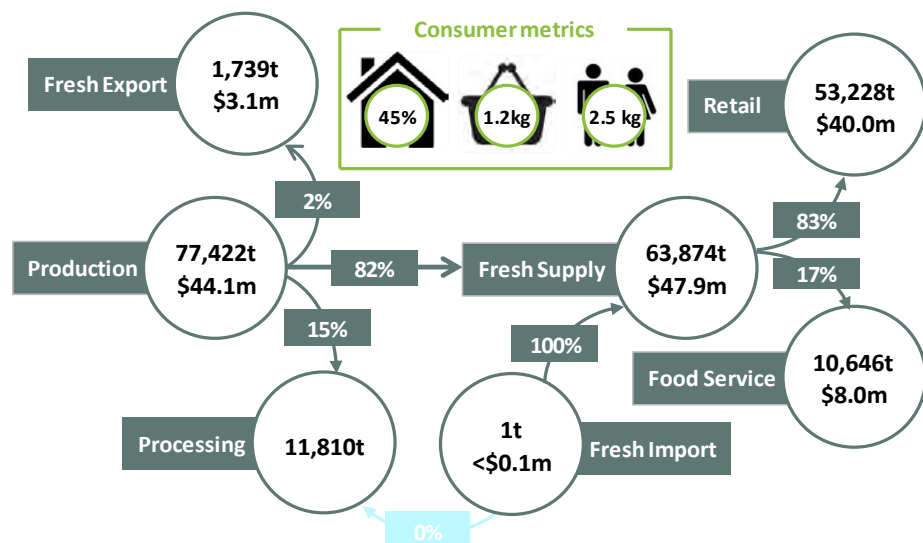 Consumer metrics
45%
1.2kg
2.5 kg
Fresh Export
1,739t
$3.1m
Retail
53,228t
$40.0m
2%
83%
Production
77,422t
$44.1m
82%
Fresh Supply
63,874t
$47.9m
17%
15%
100%
Food Service
10,646t
$8.0m
Processing
11,810t
1t
<$0.1m
Fresh Import
0%